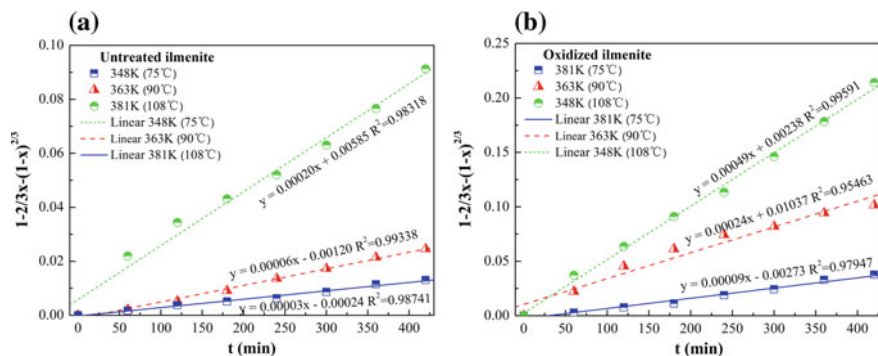 (a)
1-2/3x-(1-x)^2/3
0.10
0.08
0.06
0.04
0.02
0.00
Untreated ilmenite
348K (75℃)
363K (90℃)
381K (108℃)
Linear 348K (75℃)
Linear 363K (90℃)
Linear 381K (108℃)
y = 0.00020x + 0.00585 R²=0.98318
y = 0.00006x - 0.00120 R²=0.99338
y = 0.00003x - 0.00024 R²=0.98741
0 50 100 150 200 250 300 350 400
t (min)
(b)
1-2/3x-(1-x)^2/3
0.25
0.20
0.15
0.10
0.05
0.00
Oxidized ilmenite
381K (75℃)
363K (90℃)
348K (108℃)
Linear 381K (75℃)
Linear 363K (90℃)
Linear 348K (108℃)
y = 0.00049x + 0.00238 R²=0.99591
y = 0.00024x + 0.01037 R²=0.95463
y = 0.00009x - 0.00273 R²=0.97947
0 50 100 150 200 250 300 350 400
t (min)